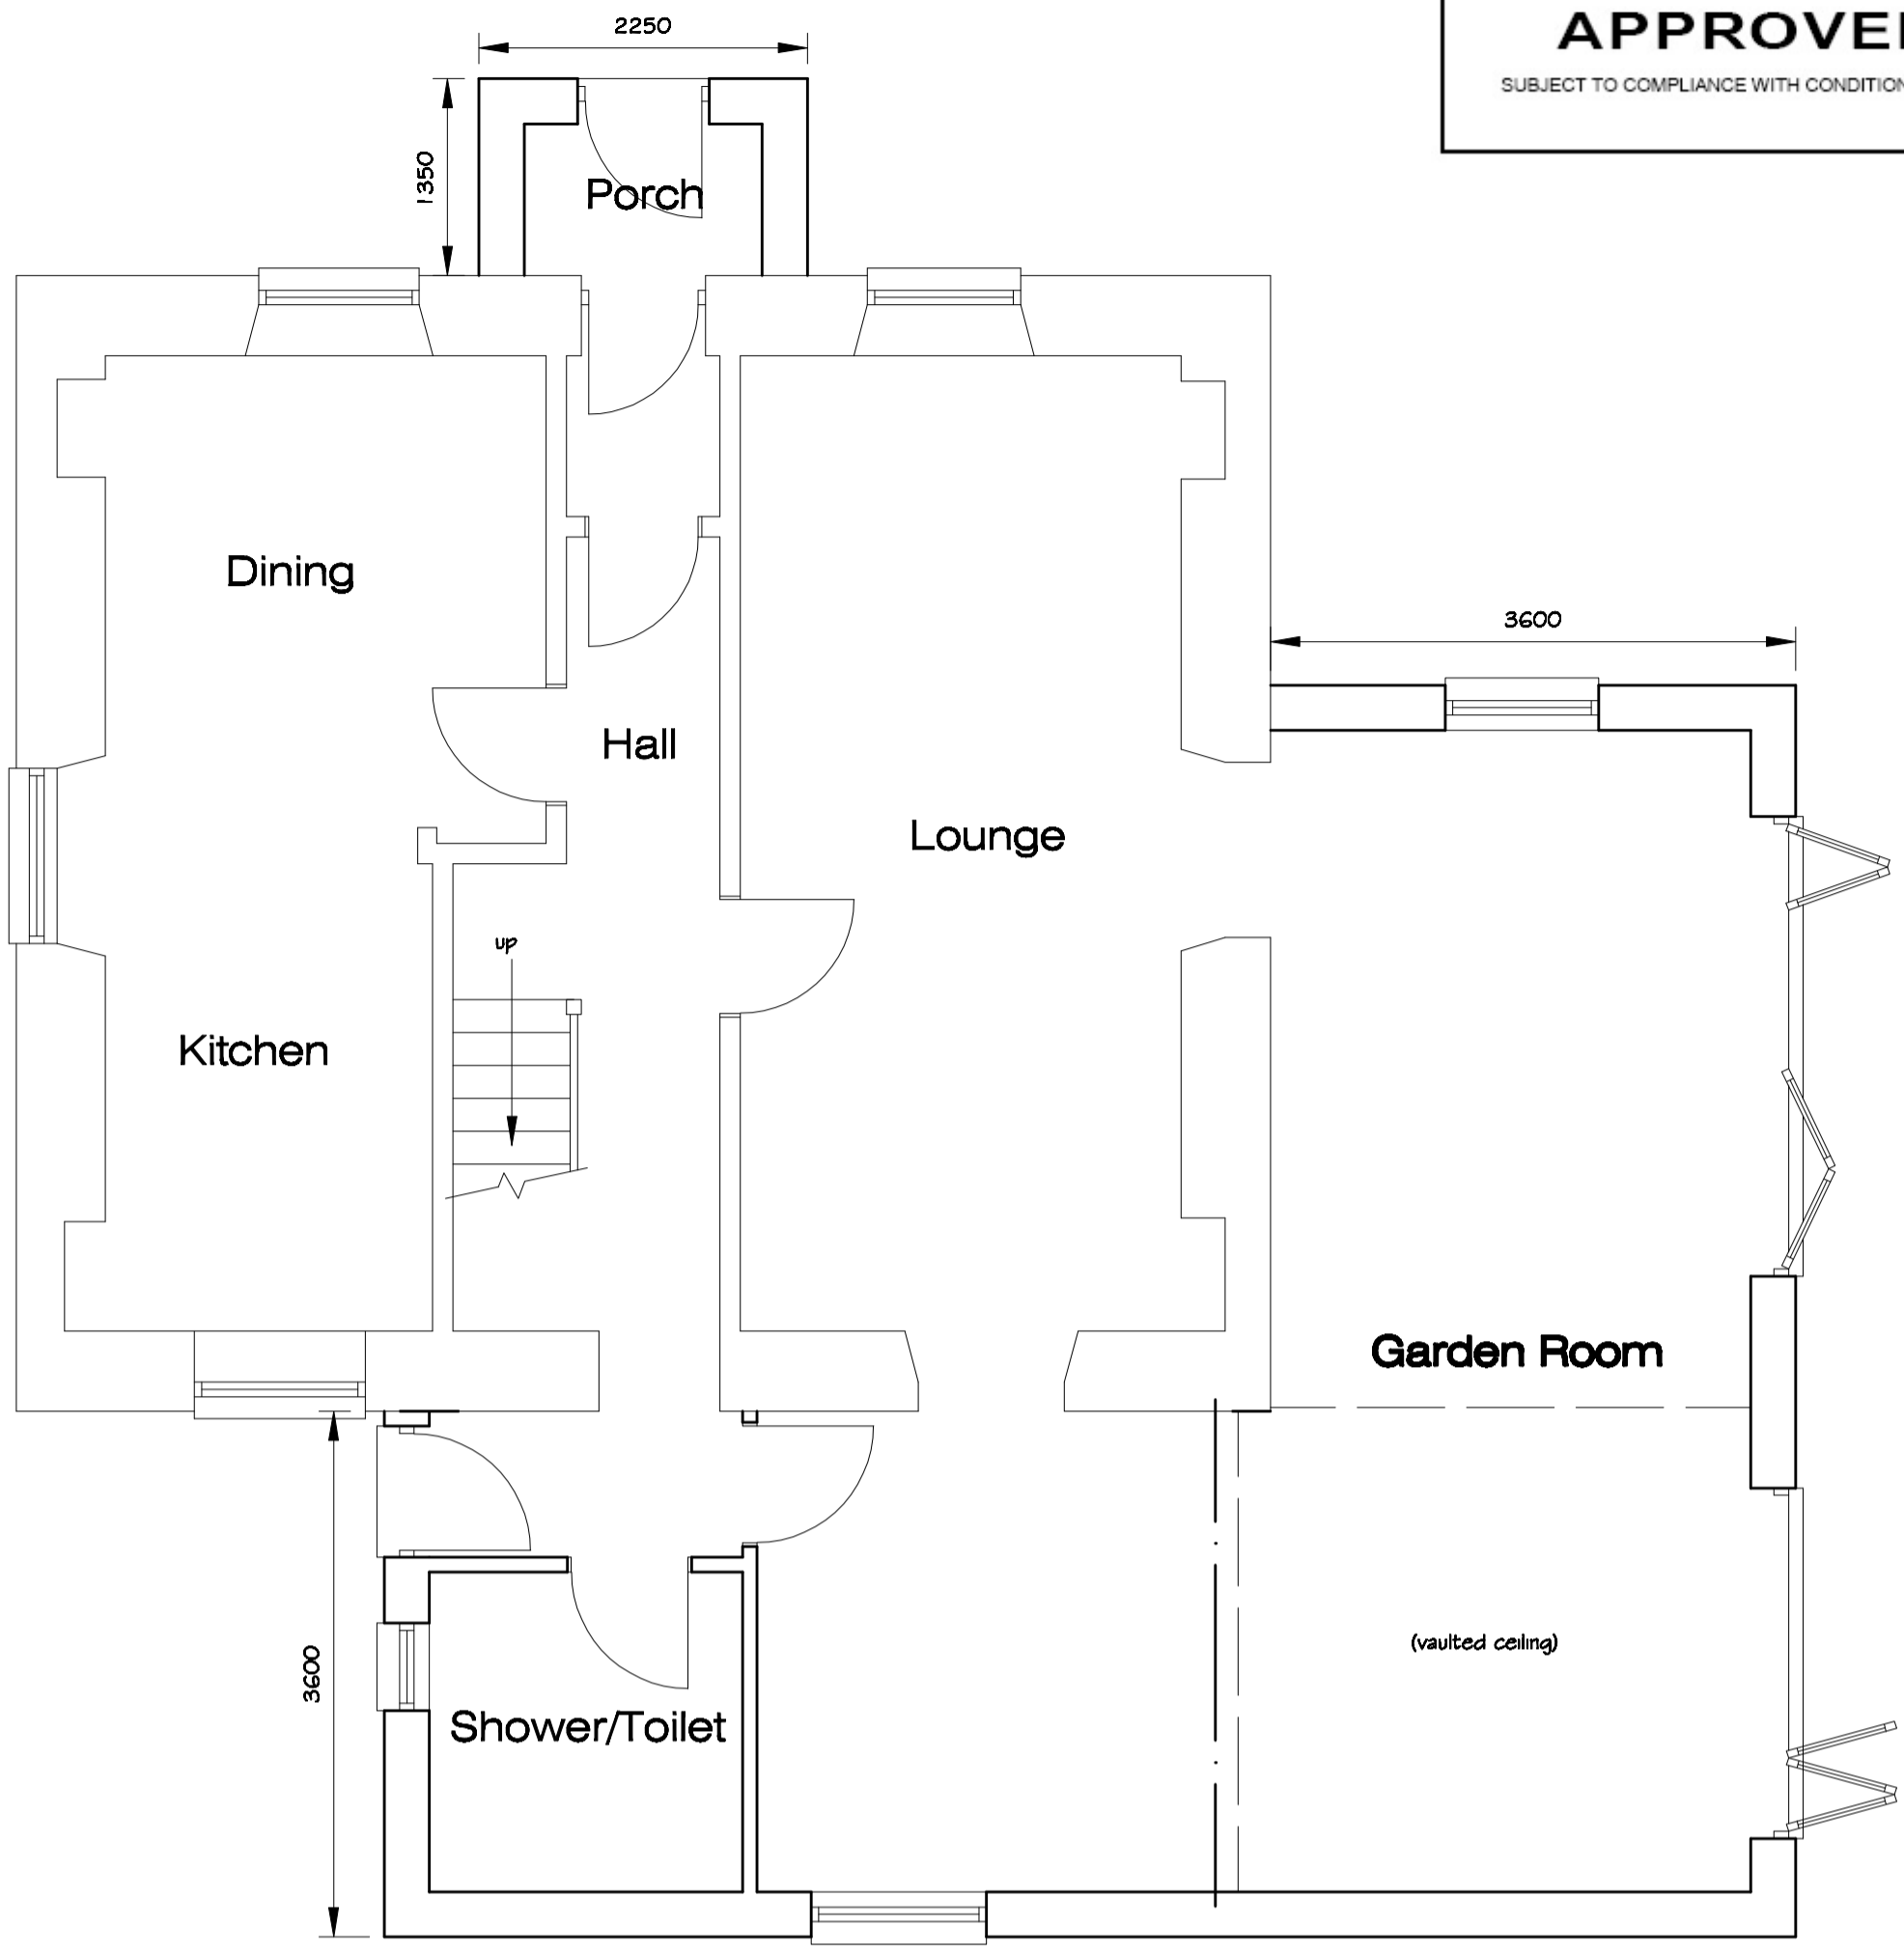 APPROVE
SUBJECT TO COMPLIANCE WITH CONDITION
2250
1350
Porch
Dining
3600
Hall
Lounge
up
Kitchen
Garden Room
(vaulted ceiling)
3600
Shower/Toilet